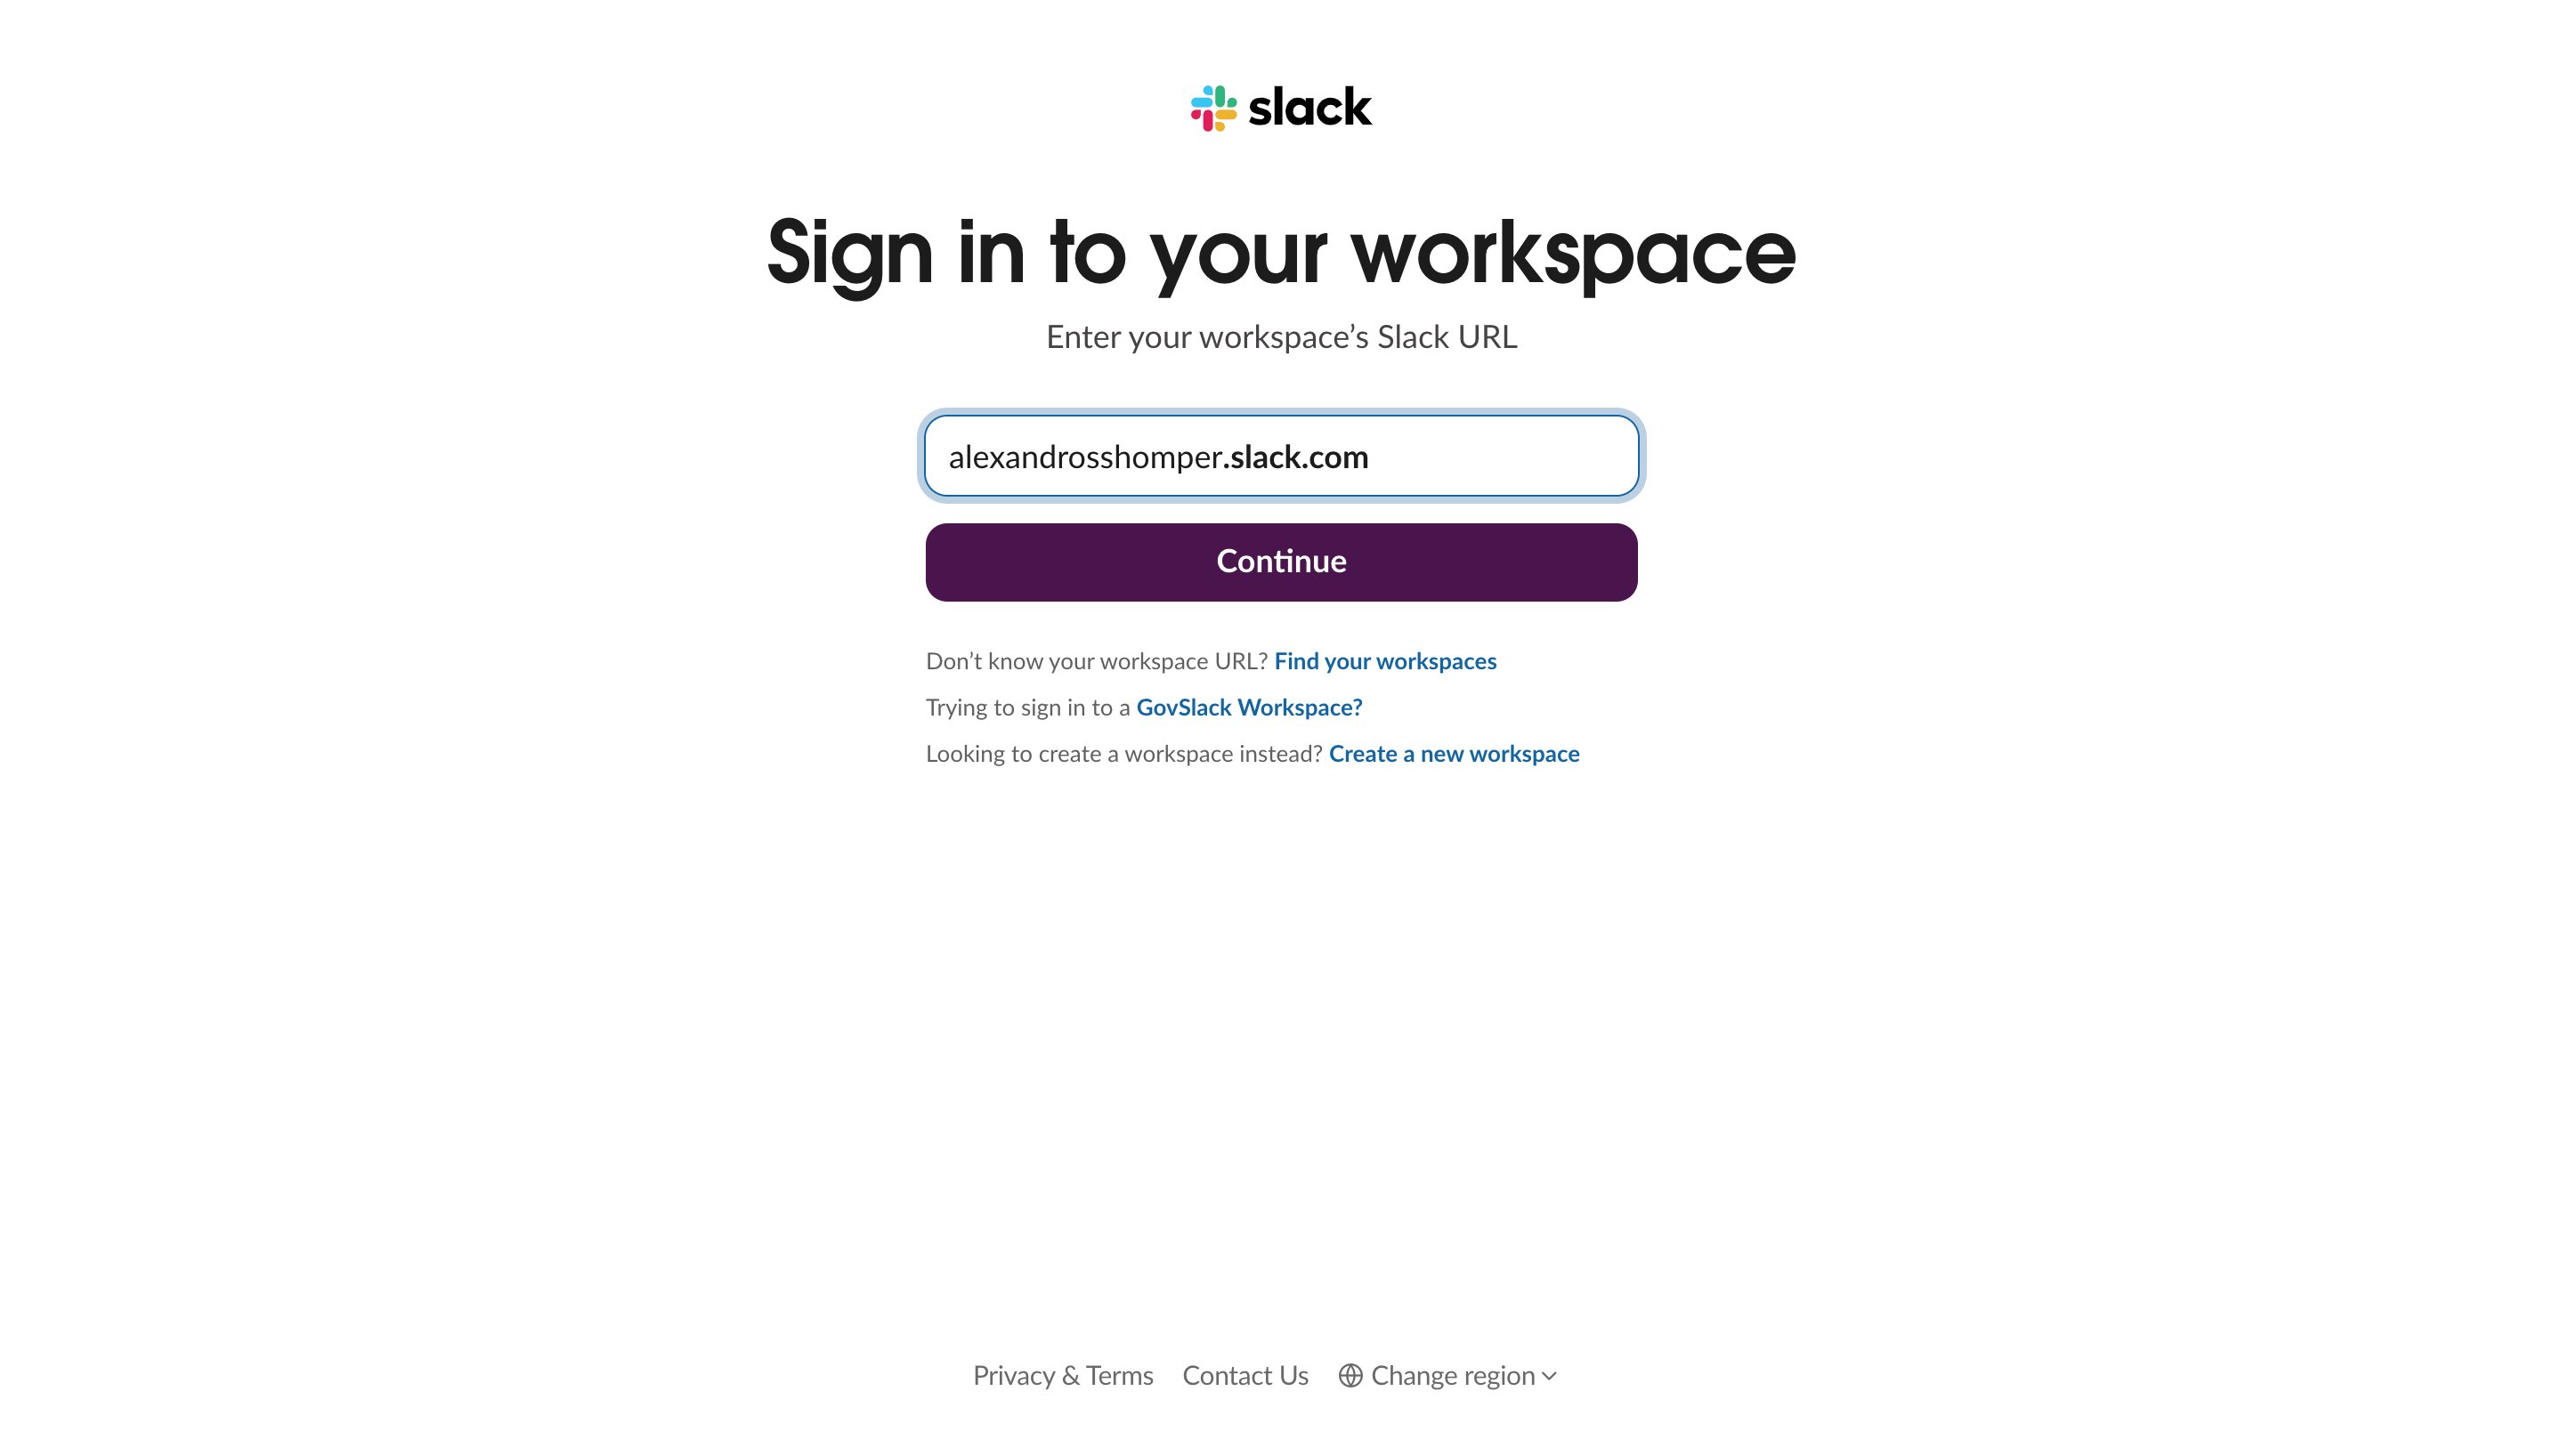 slack
Sign in to your workspace
Enter your workspace’s Slack URL
alexandrosshomper.slack.com
Continue
Don’t know your workspace URL? Find your workspaces
Trying to sign in to a GovSlack Workspace?
Looking to create a workspace instead? Create a new workspace
Privacy & Terms Contact Us Change region